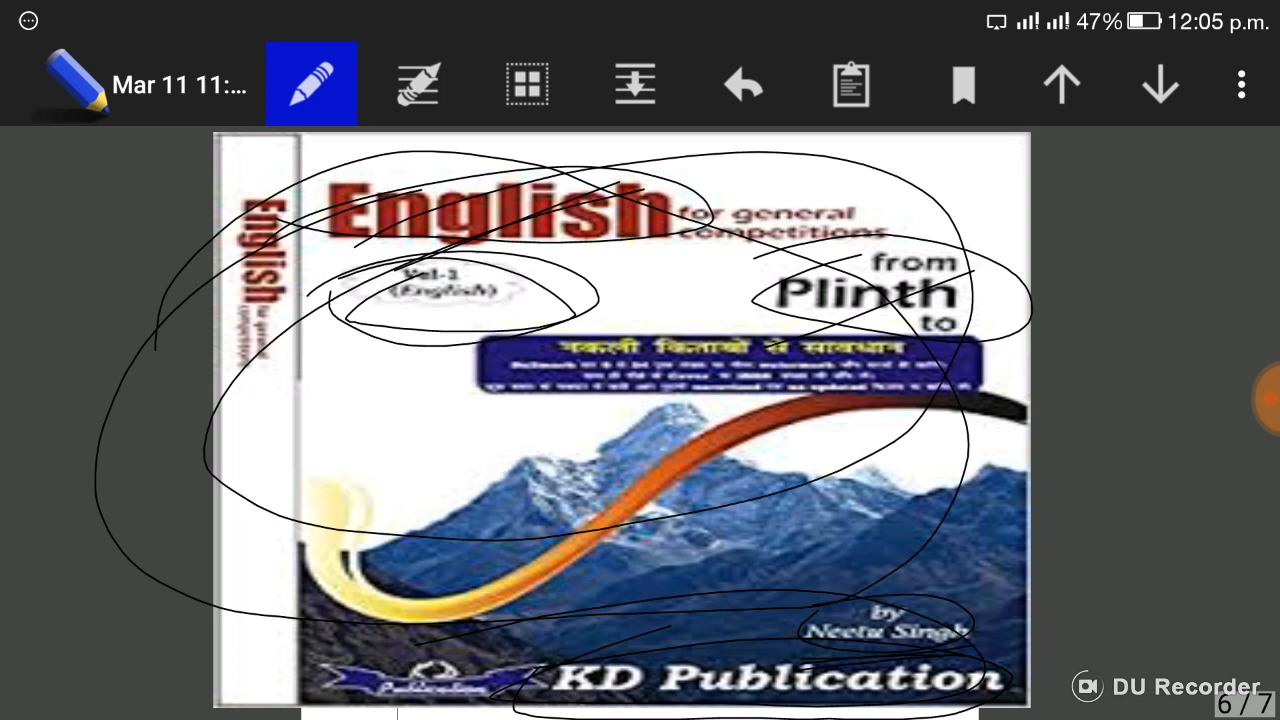 47% 12:05 p.m.
Mar 11 11:...
English for general
competitions
English
for general
competitions
Vol-1
(English)
from
Plinth
to
नकली किताबों से सावधान
by
Neetu Singh
Publication
KD Publication
DU Recorder
6 / 7